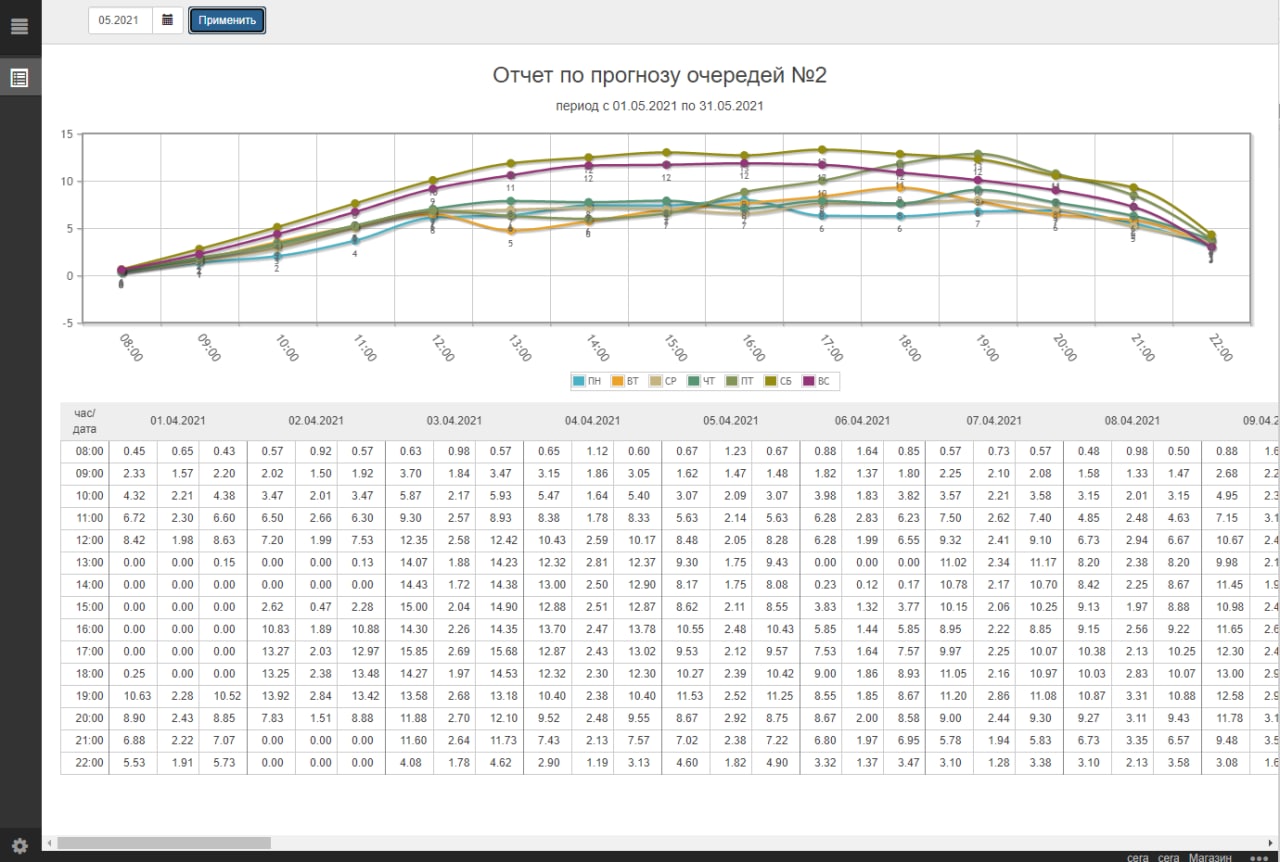 05.2021 Применить
Отчет по прогнозу очередей №2
период с 01.05.2021 по 31.05.2021
15
10
5
0
-5
08:00 09:00 10:00 11:00 12:00 13:00 14:00 15:00 16:00 17:00 18:00 19:00 20:00 21:00 22:00
ПН ВТ СР ЧТ ПТ СБ ВС
час/
дата 01.04.2021 02.04.2021 03.04.2021 04.04.2021 05.04.2021 06.04.2021 07.04.2021 08.04.2021 09.04.2
08:00 0.45 0.65 0.43 0.57 0.92 0.57 0.63 0.98 0.57 0.65 1.12 0.60 0.67 1.23 0.67 0.88 1.64 0.85 0.57 0.73 0.57 0.48 0.98 0.50 0.88 1.6
09:00 2.33 1.57 2.20 2.02 1.50 1.92 3.70 1.84 3.47 3.15 1.86 3.05 1.62 1.47 1.48 1.82 1.37 1.80 2.25 2.10 2.08 1.58 1.33 1.47 2.68 2.2
10:00 4.32 2.21 4.38 3.47 2.01 3.47 5.87 2.17 5.93 5.47 1.64 5.40 3.07 2.09 3.07 3.98 1.83 3.82 3.57 2.21 3.58 3.15 2.01 3.15 4.95 2.3
11:00 6.72 2.30 6.60 6.50 2.66 6.30 9.30 2.57 8.93 8.38 1.78 8.33 5.63 2.14 5.63 6.28 2.83 6.23 7.50 2.62 7.40 4.85 2.48 4.63 7.15 3.1
12:00 8.42 1.98 8.63 7.20 1.99 7.53 12.35 2.58 12.42 10.43 2.59 10.17 8.48 2.05 8.28 6.28 1.99 6.55 9.32 2.41 9.10 6.73 2.94 6.67 10.67 2.4
13:00 0.00 0.00 0.15 0.00 0.00 0.13 14.07 1.88 14.23 12.32 2.81 12.37 9.30 1.75 9.43 0.00 0.00 0.00 11.02 2.34 11.17 8.20 2.38 8.20 9.98 2.1
14:00 0.00 0.00 0.00 0.00 0.00 0.00 14.43 1.72 14.38 13.00 2.50 12.90 8.17 1.75 8.08 0.23 0.12 0.17 10.78 2.17 10.70 8.42 2.25 8.67 11.45 1.9
15:00 0.00 0.00 0.00 2.62 0.47 2.28 15.00 2.04 14.90 12.88 2.51 12.87 8.62 2.11 8.55 3.83 1.32 3.77 10.15 2.06 10.25 9.13 1.97 8.88 10.98 2.4
16:00 0.00 0.00 0.00 10.83 1.89 10.88 14.30 2.26 14.35 13.70 2.47 13.78 10.55 2.48 10.43 5.85 1.44 5.85 8.95 2.22 8.85 9.15 2.56 9.22 11.65 2.6
17:00 0.00 0.00 0.00 13.27 2.03 12.97 15.85 2.69 15.68 12.87 2.43 13.02 9.53 2.12 9.57 7.53 1.64 7.57 9.97 2.25 10.07 10.38 2.13 10.25 12.30 2.4
18:00 0.25 0.00 0.00 13.25 2.38 13.48 14.27 1.97 14.53 12.32 2.30 12.30 10.27 2.39 10.42 9.00 1.86 8.93 11.05 2.16 10.97 10.03 2.83 10.07 13.00 2.9
19:00 10.63 2.28 10.52 13.92 2.84 13.42 13.58 2.68 13.18 10.40 2.38 10.40 11.53 2.52 11.25 8.55 1.85 8.67 11.20 2.86 11.08 10.87 3.31 10.88 12.58 2.9
20:00 8.90 2.43 8.85 7.83 1.51 8.88 11.88 2.70 12.10 9.52 2.48 9.55 8.67 2.92 8.75 8.67 2.00 8.58 9.00 2.44 9.30 9.27 3.11 9.43 11.78 3.1
21:00 6.88 2.22 7.07 0.00 0.00 0.00 11.60 2.64 11.73 7.43 2.13 7.57 7.02 2.38 7.22 6.80 1.97 6.95 5.78 1.94 5.83 6.73 3.35 6.57 9.48 3.5
22:00 5.53 1.91 5.73 0.00 0.00 0.00 4.08 1.78 4.62 2.90 1.19 3.13 4.60 1.82 4.90 3.32 1.37 3.47 3.10 1.28 3.38 3.10 2.13 3.58 3.08 1.6
сега сега Магазин